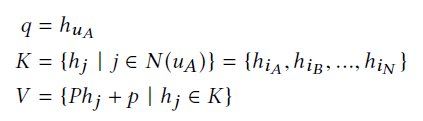 q = h_{u_A}
K = {h_j | j ∈ N(u_A)} = {h_{i_A}, h_{i_B}, ..., h_{i_N}}
V = {Ph_j + p | h_j ∈ K}